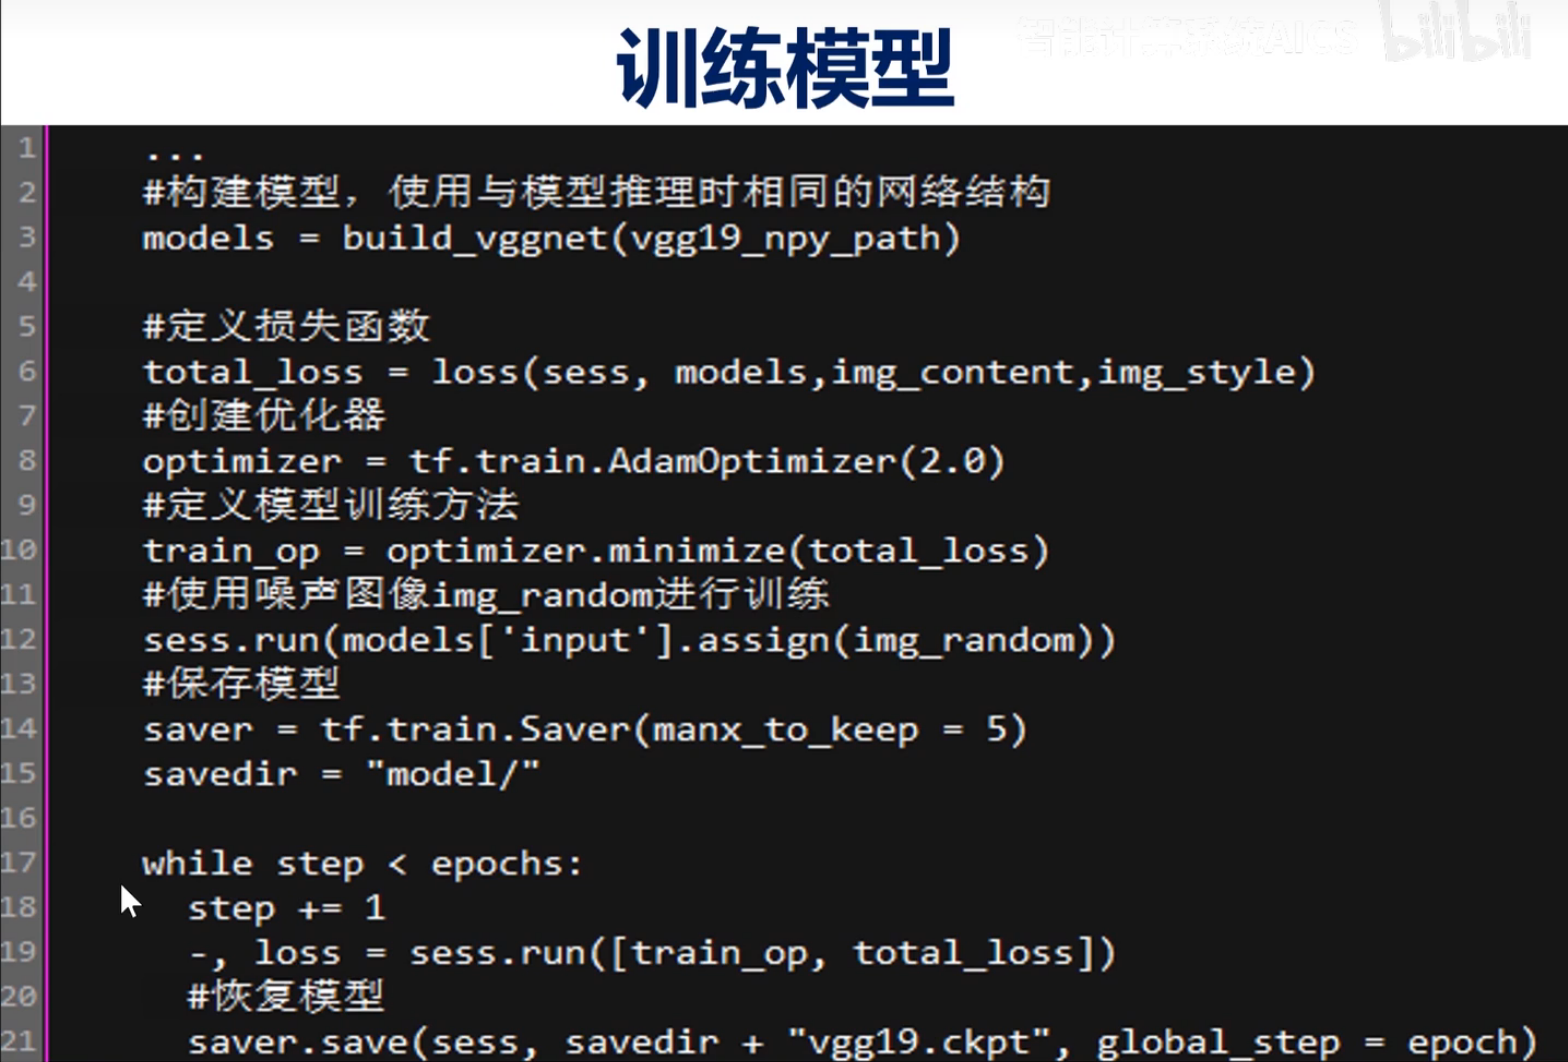 训练模型
智能计算系统AICS bilibili
1 ...
2 #构建模型，使用与模型推理时相同的网络结构
3 models = build_vggnet(vgg19_npy_path)
4
5 #定义损失函数
6 total_loss = loss(sess, models,img_content,img_style)
7 #创建优化器
8 optimizer = tf.train.AdamOptimizer(2.0)
9 #定义模型训练方法
10 train_op = optimizer.minimize(total_loss)
11 #使用噪声图像img_random进行训练
12 sess.run(models['input'].assign(img_random))
13 #保存模型
14 saver = tf.train.Saver(manx_to_keep = 5)
15 savedir = "model/"
16
17 while step < epochs:
18 step += 1
19 -, loss = sess.run([train_op, total_loss])
20 #恢复模型
21 saver.save(sess, savedir + "vgg19.ckpt", global_step = epoch)